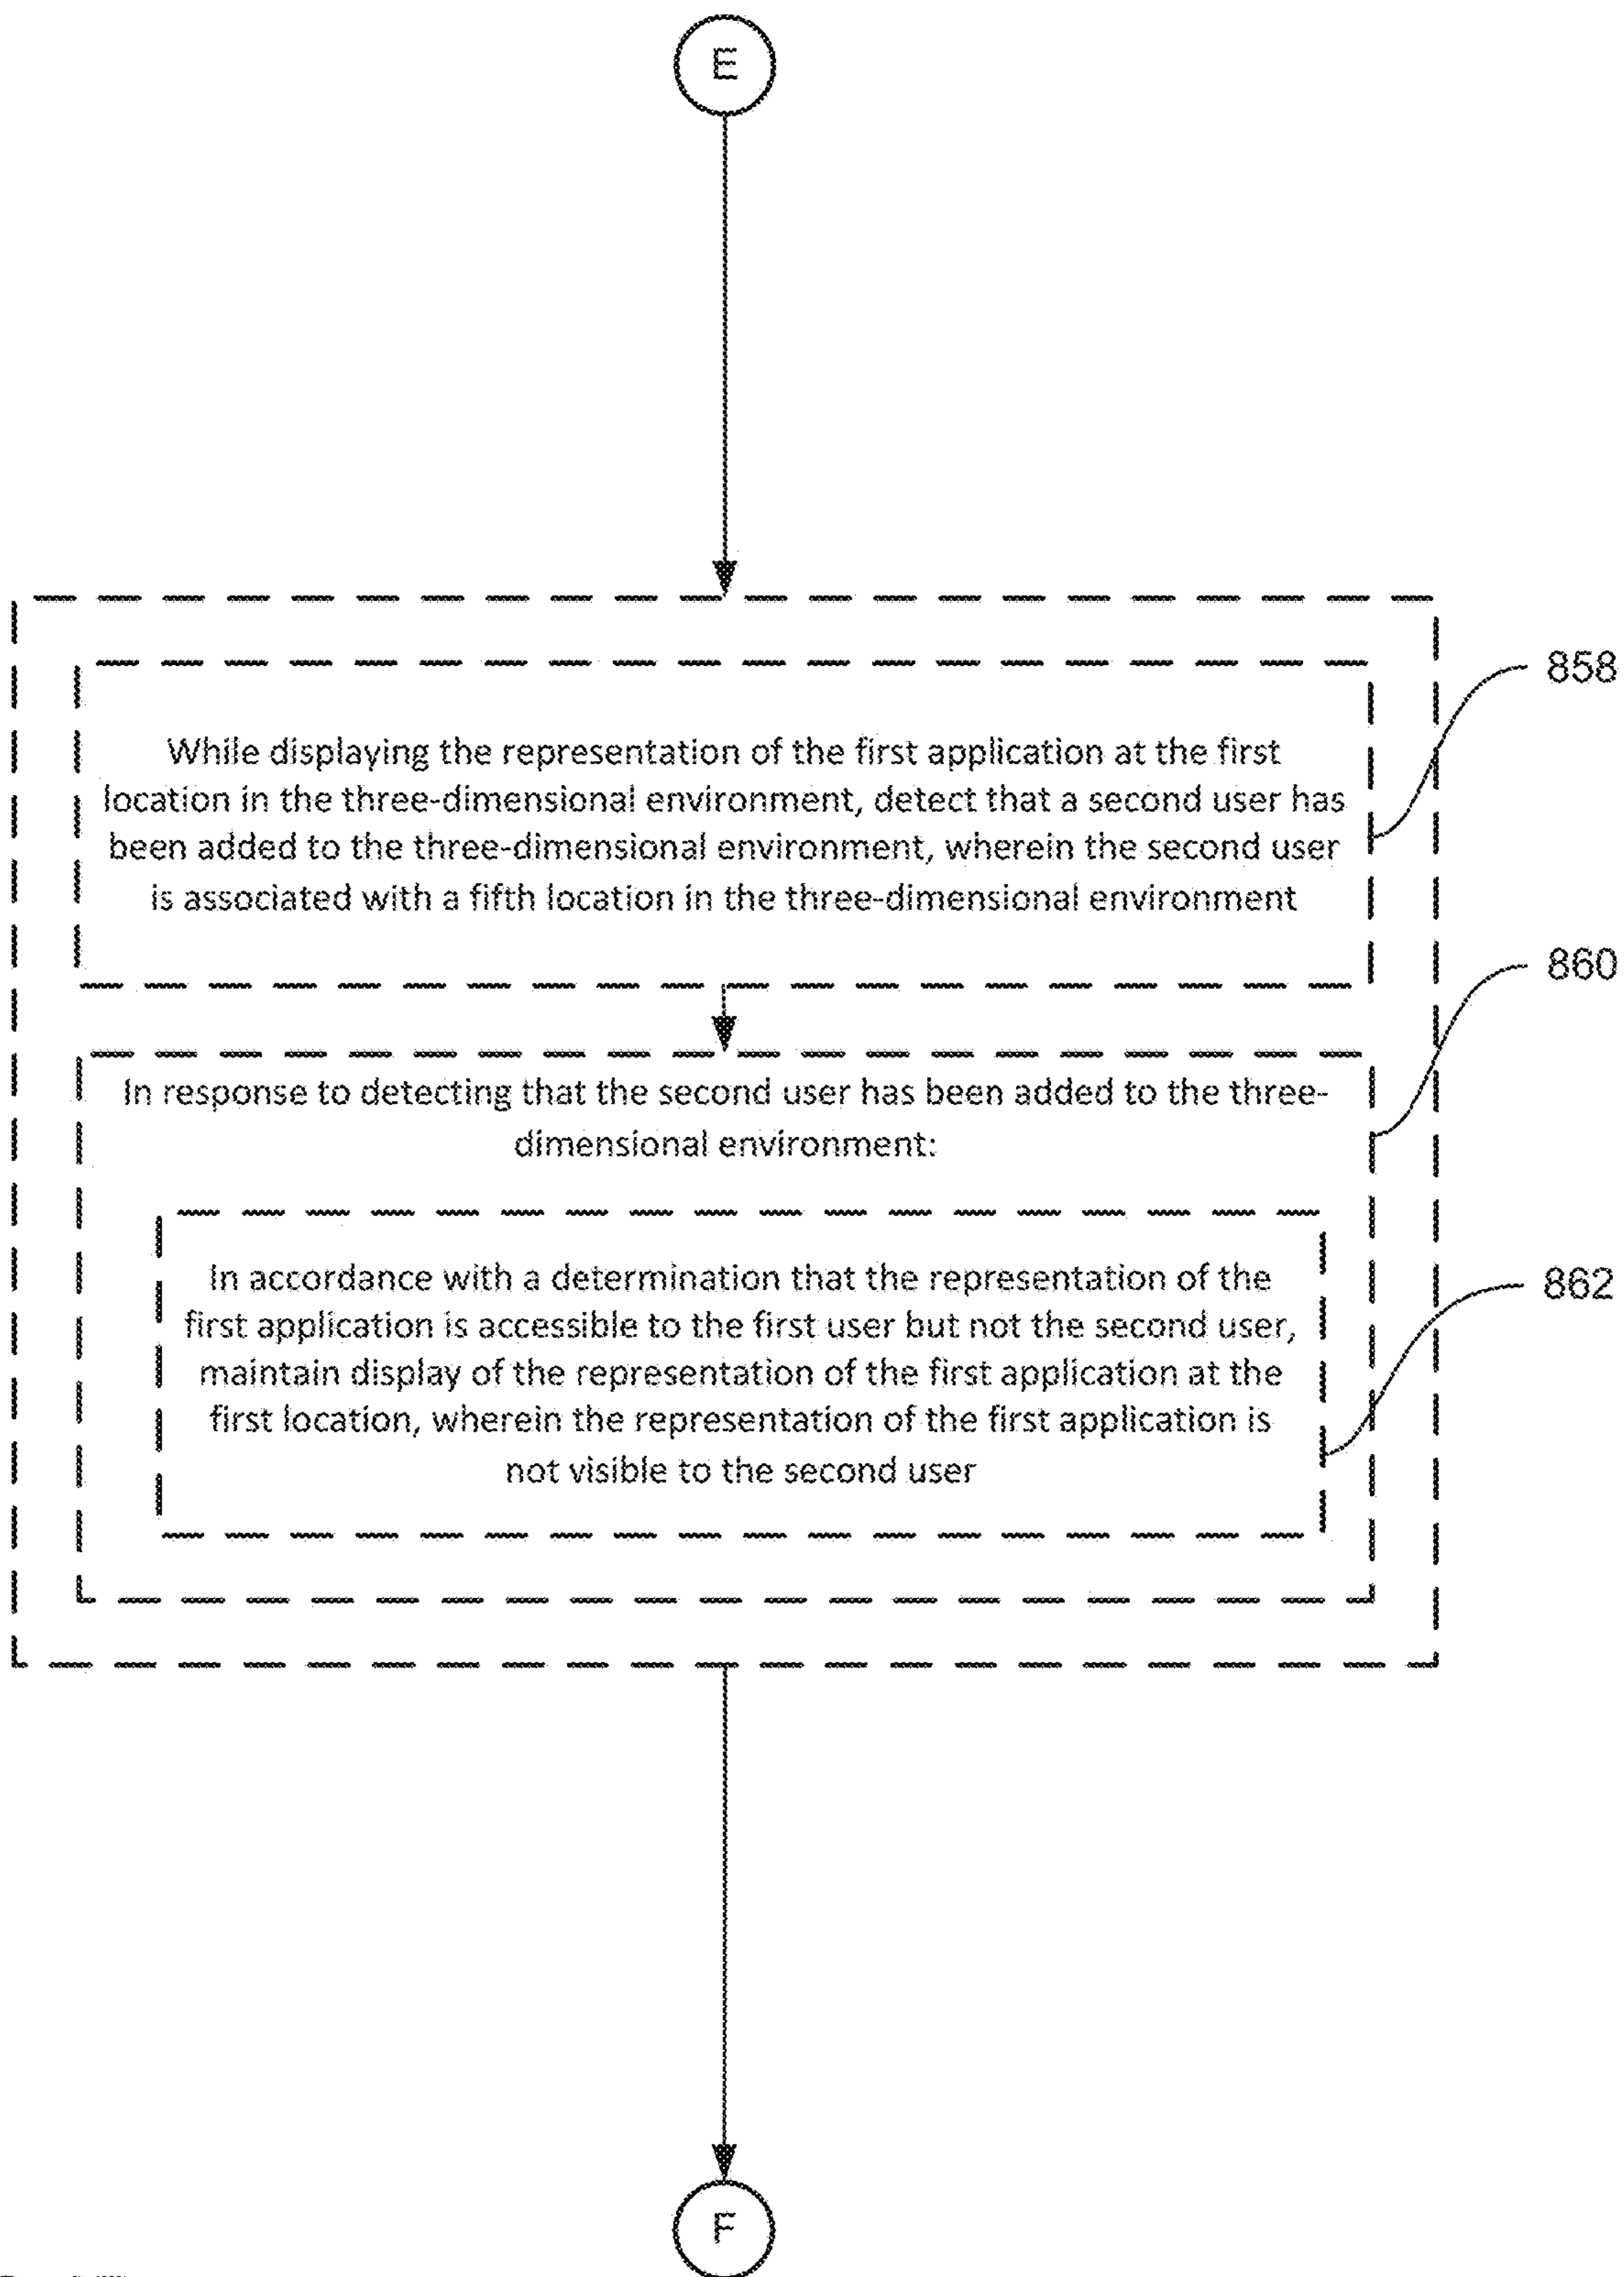 E
858
While displaying the representation of the first application at the first
location in the three-dimensional environment, detect that a second user has
been added to the three-dimensional environment, wherein the second user
is associated with a fifth location in the three-dimensional environment
860
In response to detecting that the second user has been added to the three-
dimensional environment:
862
In accordance with a determination that the representation of the
first application is accessible to the first user but not the second user,
maintain display of the representation of the first application at the
first location, wherein the representation of the first application is
not visible to the second user
F